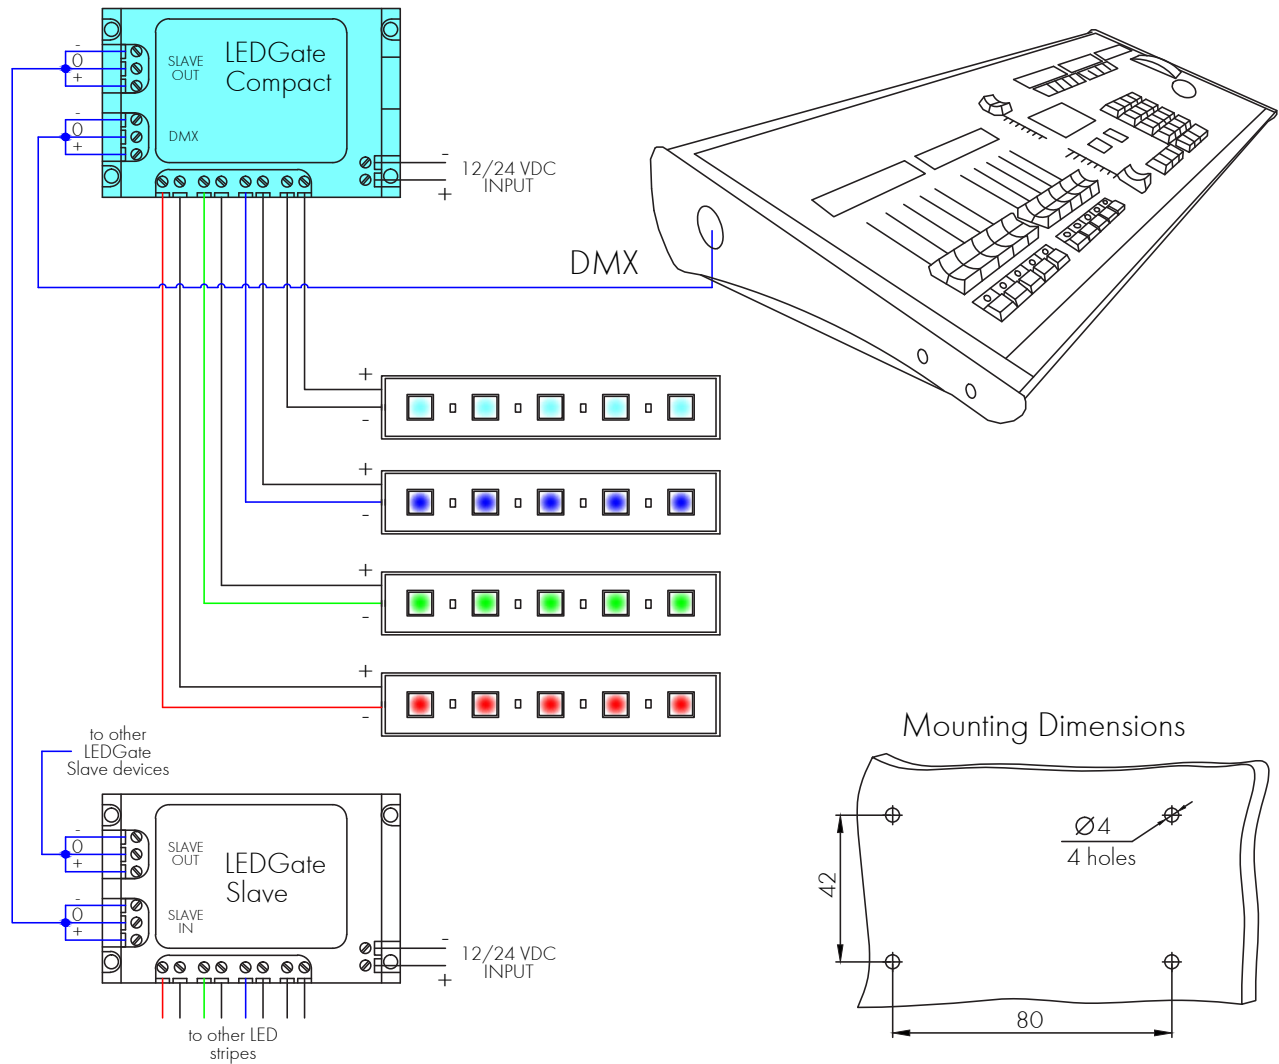 -
0
+
SLAVE
OUT
LEDGate
Compact
-
0
+
DMX
-
12/24 VDC
INPUT
+
DMX
+
-
+
-
+
-
+
-
to other
LEDGate
Slave devices
-
0
+
SLAVE
OUT
LEDGate
Slave
-
0
+
SLAVE
IN
-
12/24 VDC
INPUT
+
to other LED
stripes
Mounting Dimensions
Ø4
4 holes
42
80